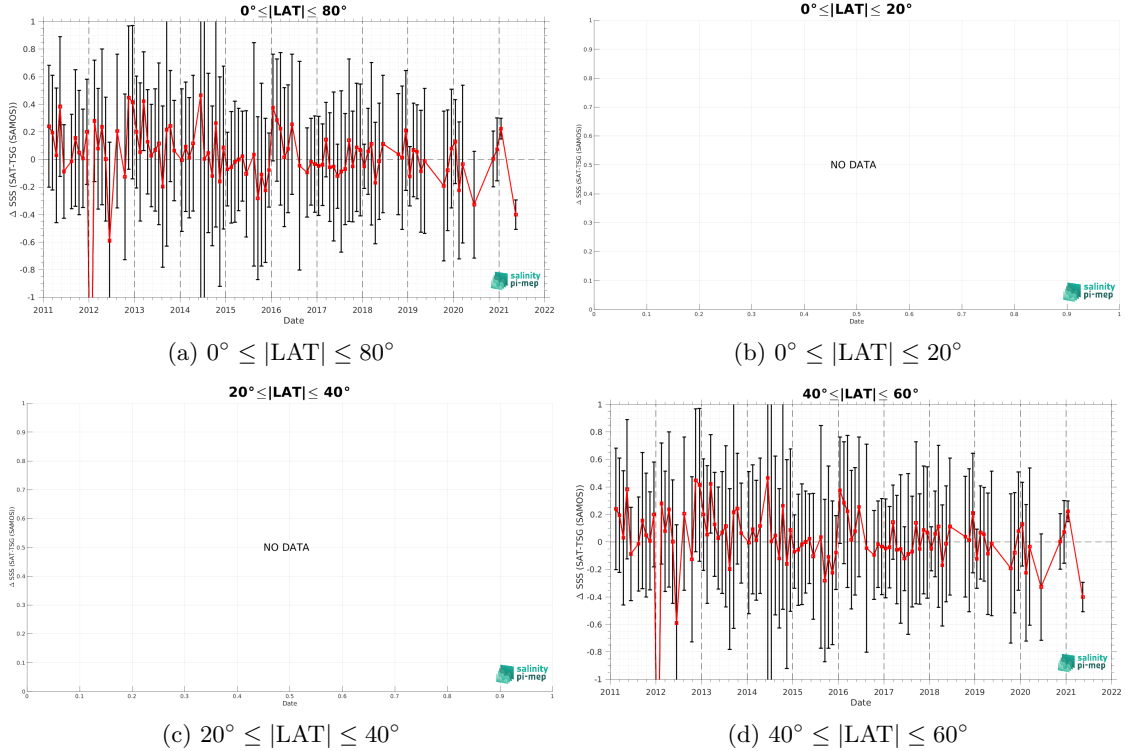 0°≤|LAT|≤ 80°
Δ SSS (SAT-TSG (SAMOS))
1
0.8
0.6
0.4
0.2
0
-0.2
-0.4
-0.6
-0.8
-1
2011 2012 2013 2014 2015 2016 2017 2018 2019 2020 2021 2022
Date
salinity
pi-mep
(a) 0° ≤ |LAT| ≤ 80°
0°≤|LAT|≤ 20°
Δ SSS (SAT-TSG (SAMOS))
1
0.9
0.8
0.7
0.6
0.5
0.4
0.3
0.2
0.1
0
NO DATA
0 0.1 0.2 0.3 0.4 0.5 0.6 0.7 0.8 0.9 1
Date
salinity
pi-mep
(b) 0° ≤ |LAT| ≤ 20°
20°≤|LAT|≤ 40°
Δ SSS (SAT-TSG (SAMOS))
1
0.9
0.8
0.7
0.6
0.5
0.4
0.3
0.2
0.1
0
NO DATA
0 0.1 0.2 0.3 0.4 0.5 0.6 0.7 0.8 0.9 1
Date
salinity
pi-mep
(c) 20° ≤ |LAT| ≤ 40°
40°≤|LAT|≤ 60°
Δ SSS (SAT-TSG (SAMOS))
1
0.8
0.6
0.4
0.2
0
-0.2
-0.4
-0.6
-0.8
-1
2011 2012 2013 2014 2015 2016 2017 2018 2019 2020 2021 2022
Date
salinity
pi-mep
(d) 40° ≤ |LAT| ≤ 60°